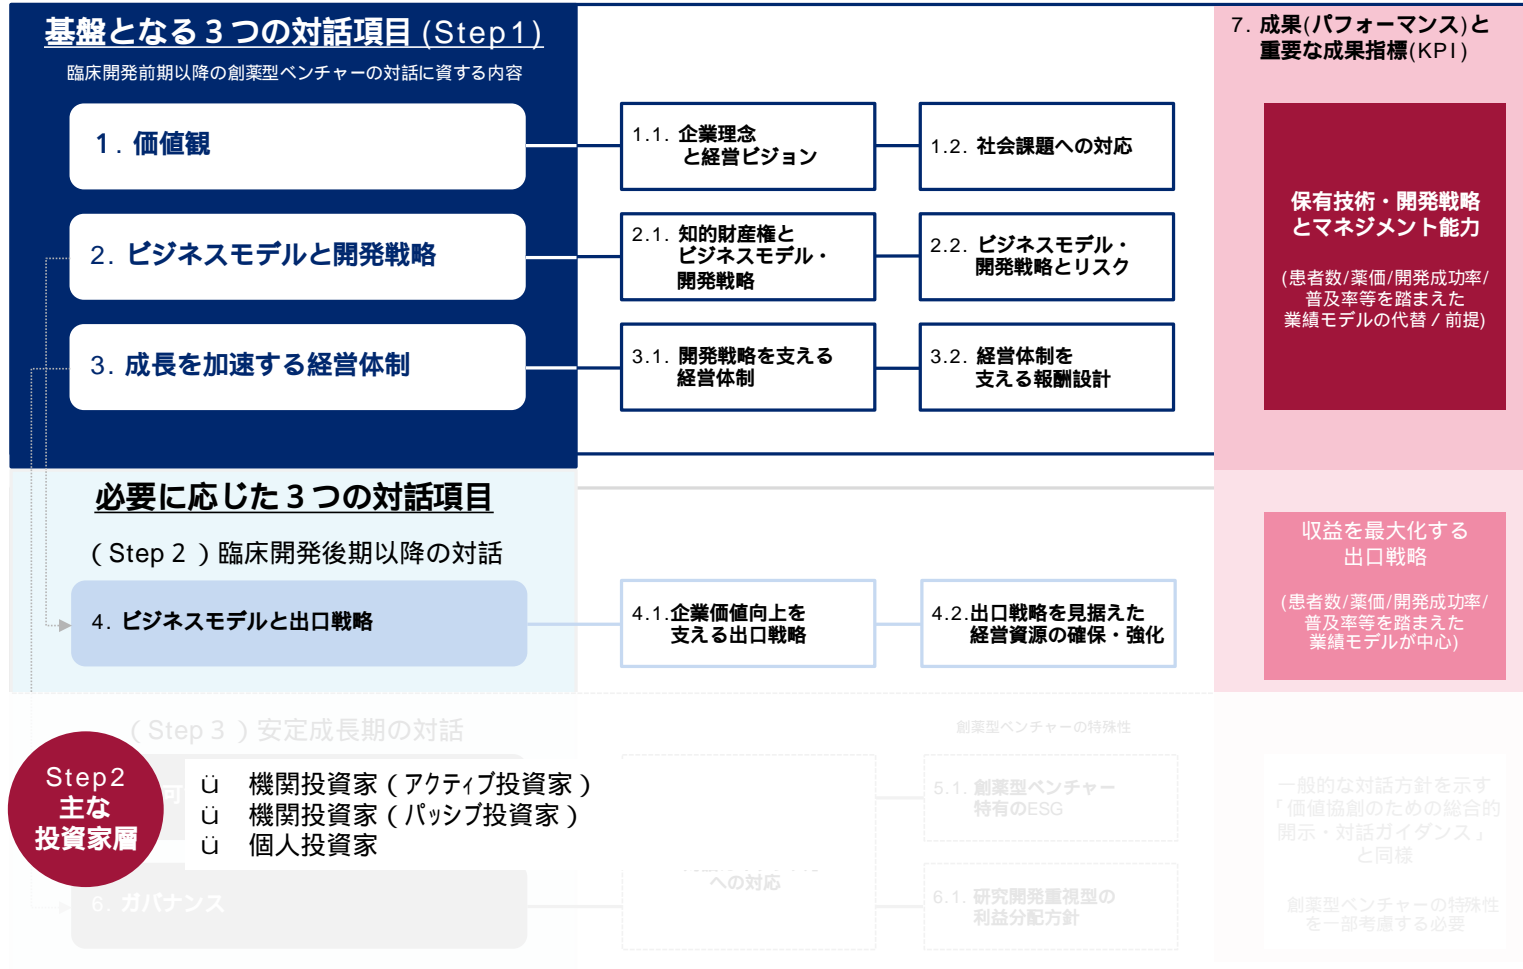 基盤となる３つの対話項目 (Step1)
臨床開発前期以降の創薬型ベンチャーの対話に資する内容
1. 価値観
1.1. 企業理念
と経営ビジョン
1.2. 社会課題への対応
2. ビジネスモデルと開発戦略
2.1. 知的財産権と
ビジネスモデル・
開発戦略
2.2. ビジネスモデル・
開発戦略とリスク
3. 成長を加速する経営体制
3.1. 開発戦略を支える
経営体制
3.2. 経営体制を
支える報酬設計
7. 成果(パフォーマンス)と
重要な成果指標(KPI)
保有技術・開発戦略
とマネジメント能力
(患者数/薬価/開発成功率/
普及率等を踏まえた
業績モデルの代替／前提)
必要に応じた３つの対話項目
（Step２）臨床開発後期以降の対話
4. ビジネスモデルと出口戦略
4.1.企業価値向上を
支える出口戦略
4.2.出口戦略を見据えた
経営資源の確保・強化
収益を最大化する
出口戦略
(患者数/薬価/開発成功率/
普及率等を踏まえた
業績モデルが中心)
（Step３）安定成長期の対話
創薬型ベンチャーの特殊性
Step2
主な
投資家層
可
ü 機関投資家（アクティブ投資家）
ü 機関投資家（パッシブ投資家）
ü 個人投資家
5.1. 創薬型ベンチャー
特有のESG
への対応
6. ガバナンス
6.1. 研究開発重視型の
利益分配方針
一般的な対話方針を示す
「価値協創のための総合的
開示・対話ガイダンス」
と同様
創薬型ベンチャーの特殊性
を一部考慮する必要